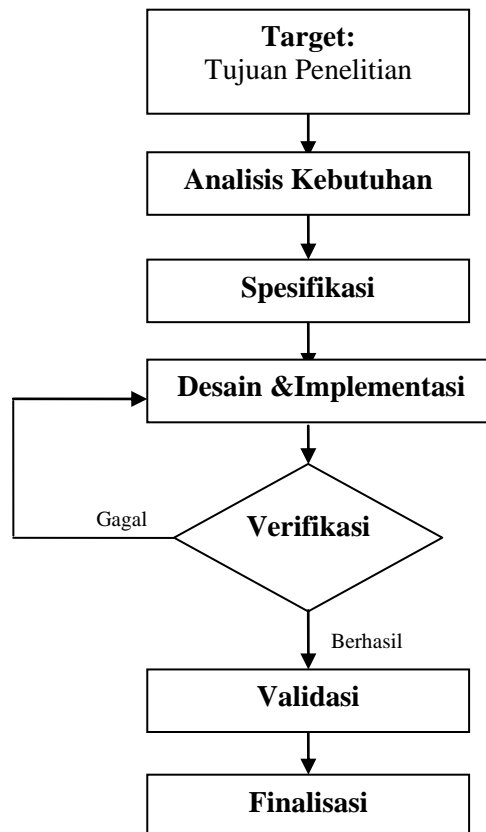 Target:
Tujuan Penelitian
Analisis Kebutuhan
Spesifikasi
Desain &Implementasi
Verifikasi
Gagal
Berhasil
Validasi
Finalisasi